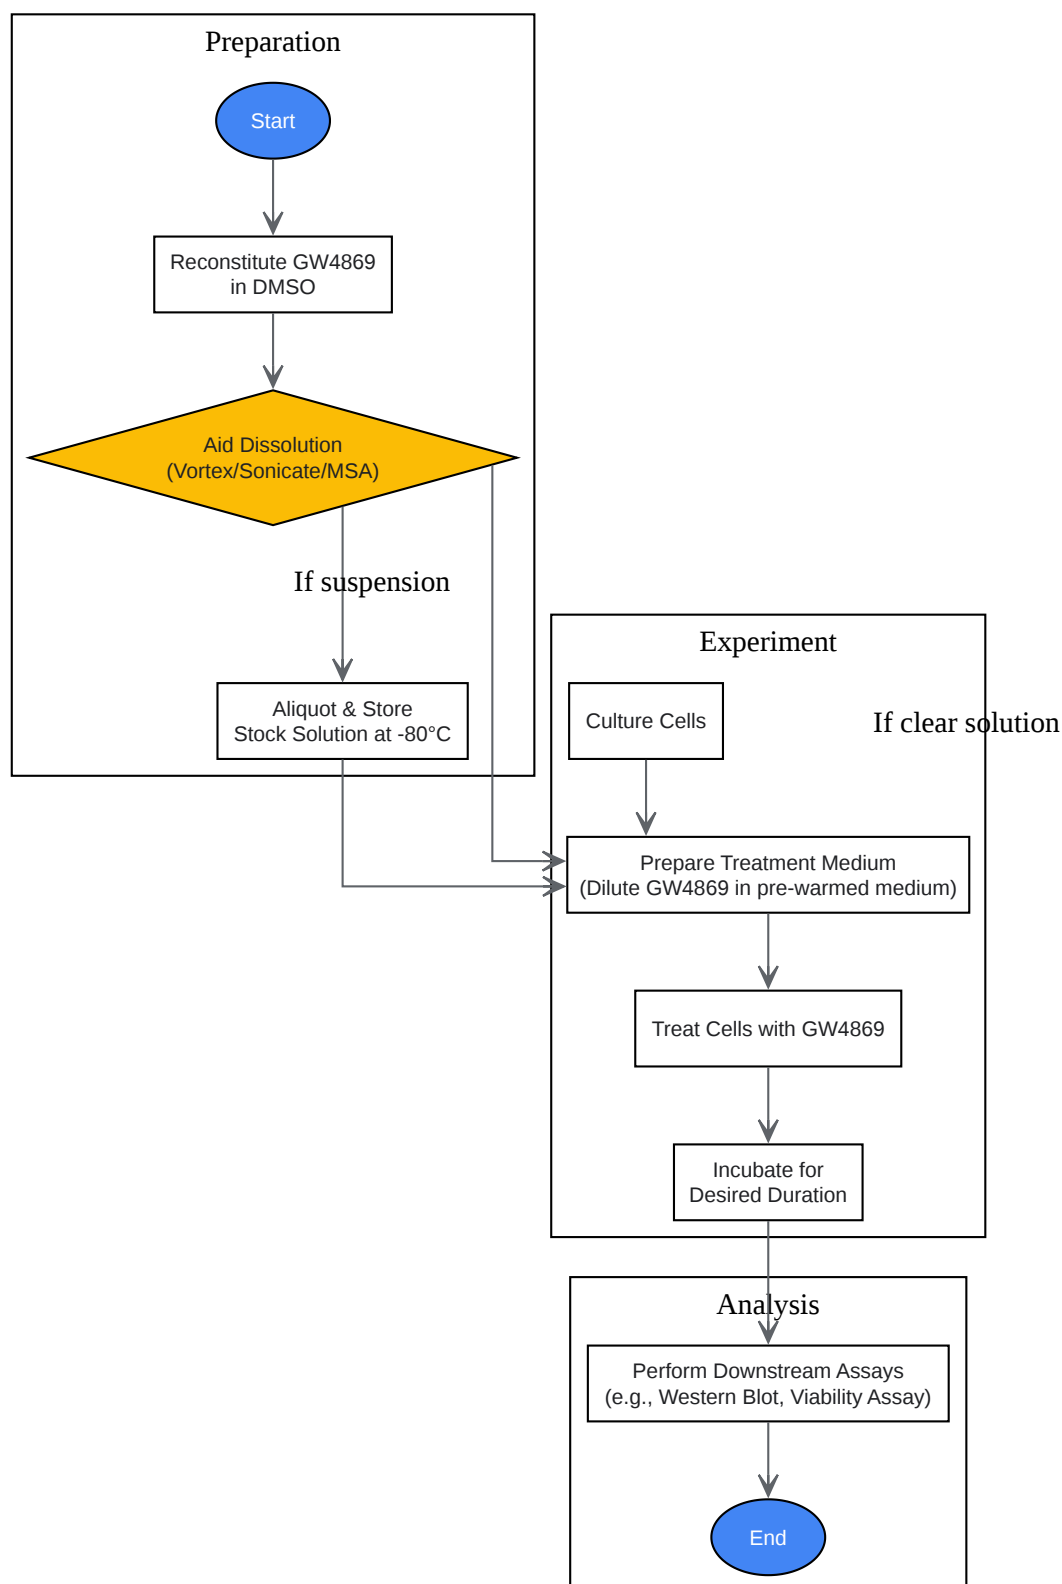 Preparation
Start
Reconstitute GW4869
in DMSO
Aid Dissolution
(Vortex/Sonicate/MSA)
If suspension
Aliquot & Store
Stock Solution at -80°C
Experiment
Culture Cells
If clear solution
Prepare Treatment Medium
(Dilute GW4869 in pre-warmed medium)
Treat Cells with GW4869
Incubate for
Desired Duration
Analysis
Perform Downstream Assays
(e.g., Western Blot, Viability Assay)
End